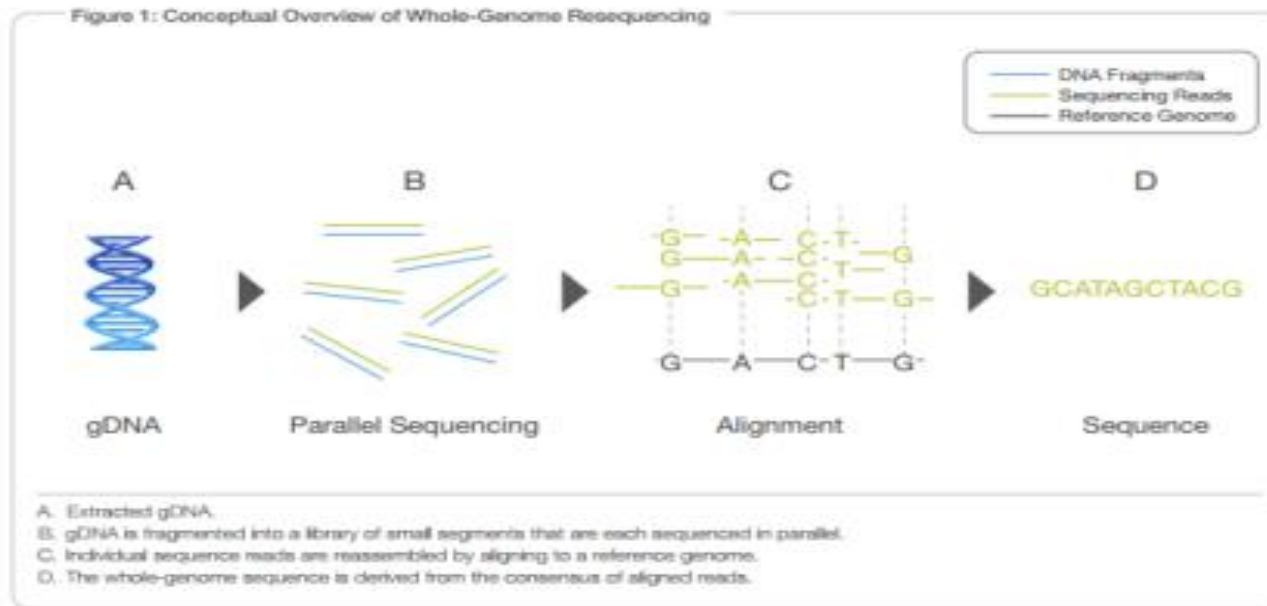 Figure 1: Conceptual Overview of Whole-Genome Resequencing
DNA Fragments
Sequencing Reads
Reference Genome
A B C D
G A C T
G A C T G
G A C
C T G
G A C T G
GCATAGCTACG
gDNA Parallel Sequencing Alignment Sequence
A. Extracted gDNA.
B. gDNA is fragmented into a library of small segments that are each sequenced in parallel.
C. Individual sequence reads are reassembled by aligning to a reference genome.
D. The whole-genome sequence is derived from the consensus of aligned reads.